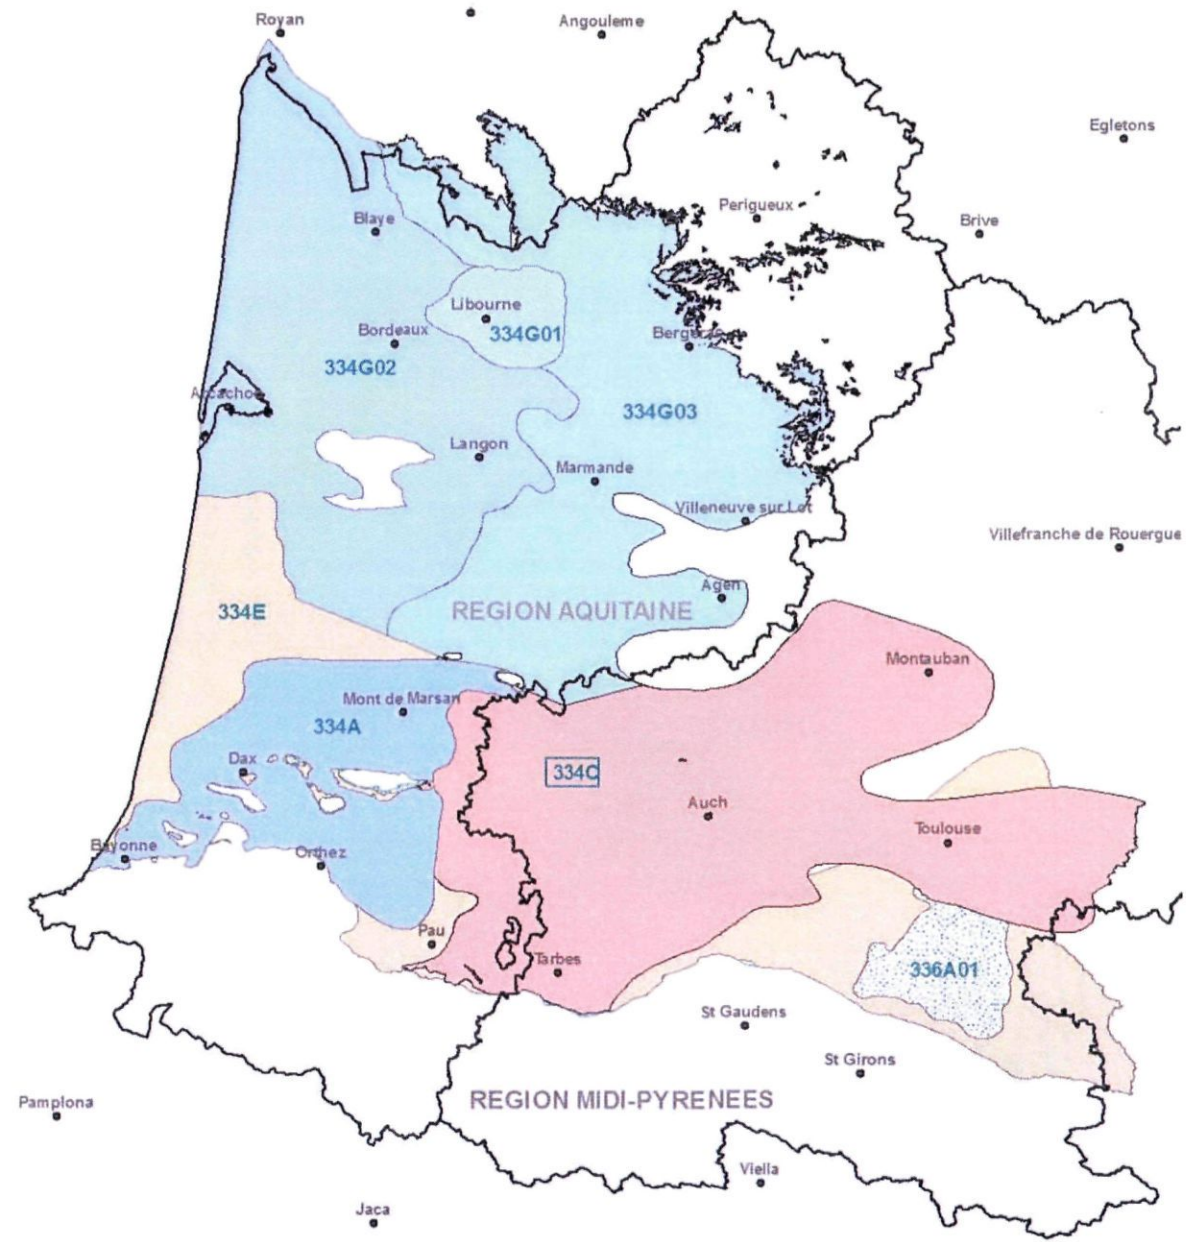 Royan
Angouleme
Egletons
Perigueux
Blaye
Brive
Libourne
Bordeaux
334G01
Bergerac
334G02
Arcachon
334G03
Langon
Marmande
Villeneuve sur Lot
Villefranche de Rouergue
Agen
334E
REGION AQUITAINE
Montauban
Mont de Marsan
334A
Dax
334C
Auch
Toulouse
Bayonne
Orthez
Pau
Tarbes
336A01
St Gaudens
St Girons
REGION MIDI-PYRENEES
Pamplona
Viella
Jaca